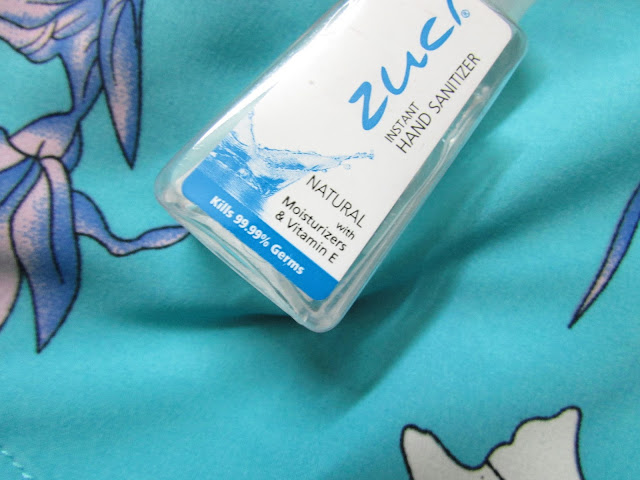 zuci
INSTANT
HAND SANITIZER
NATURAL
with
Moisturizers
& Vitamin E
Kills 99.99% Germs